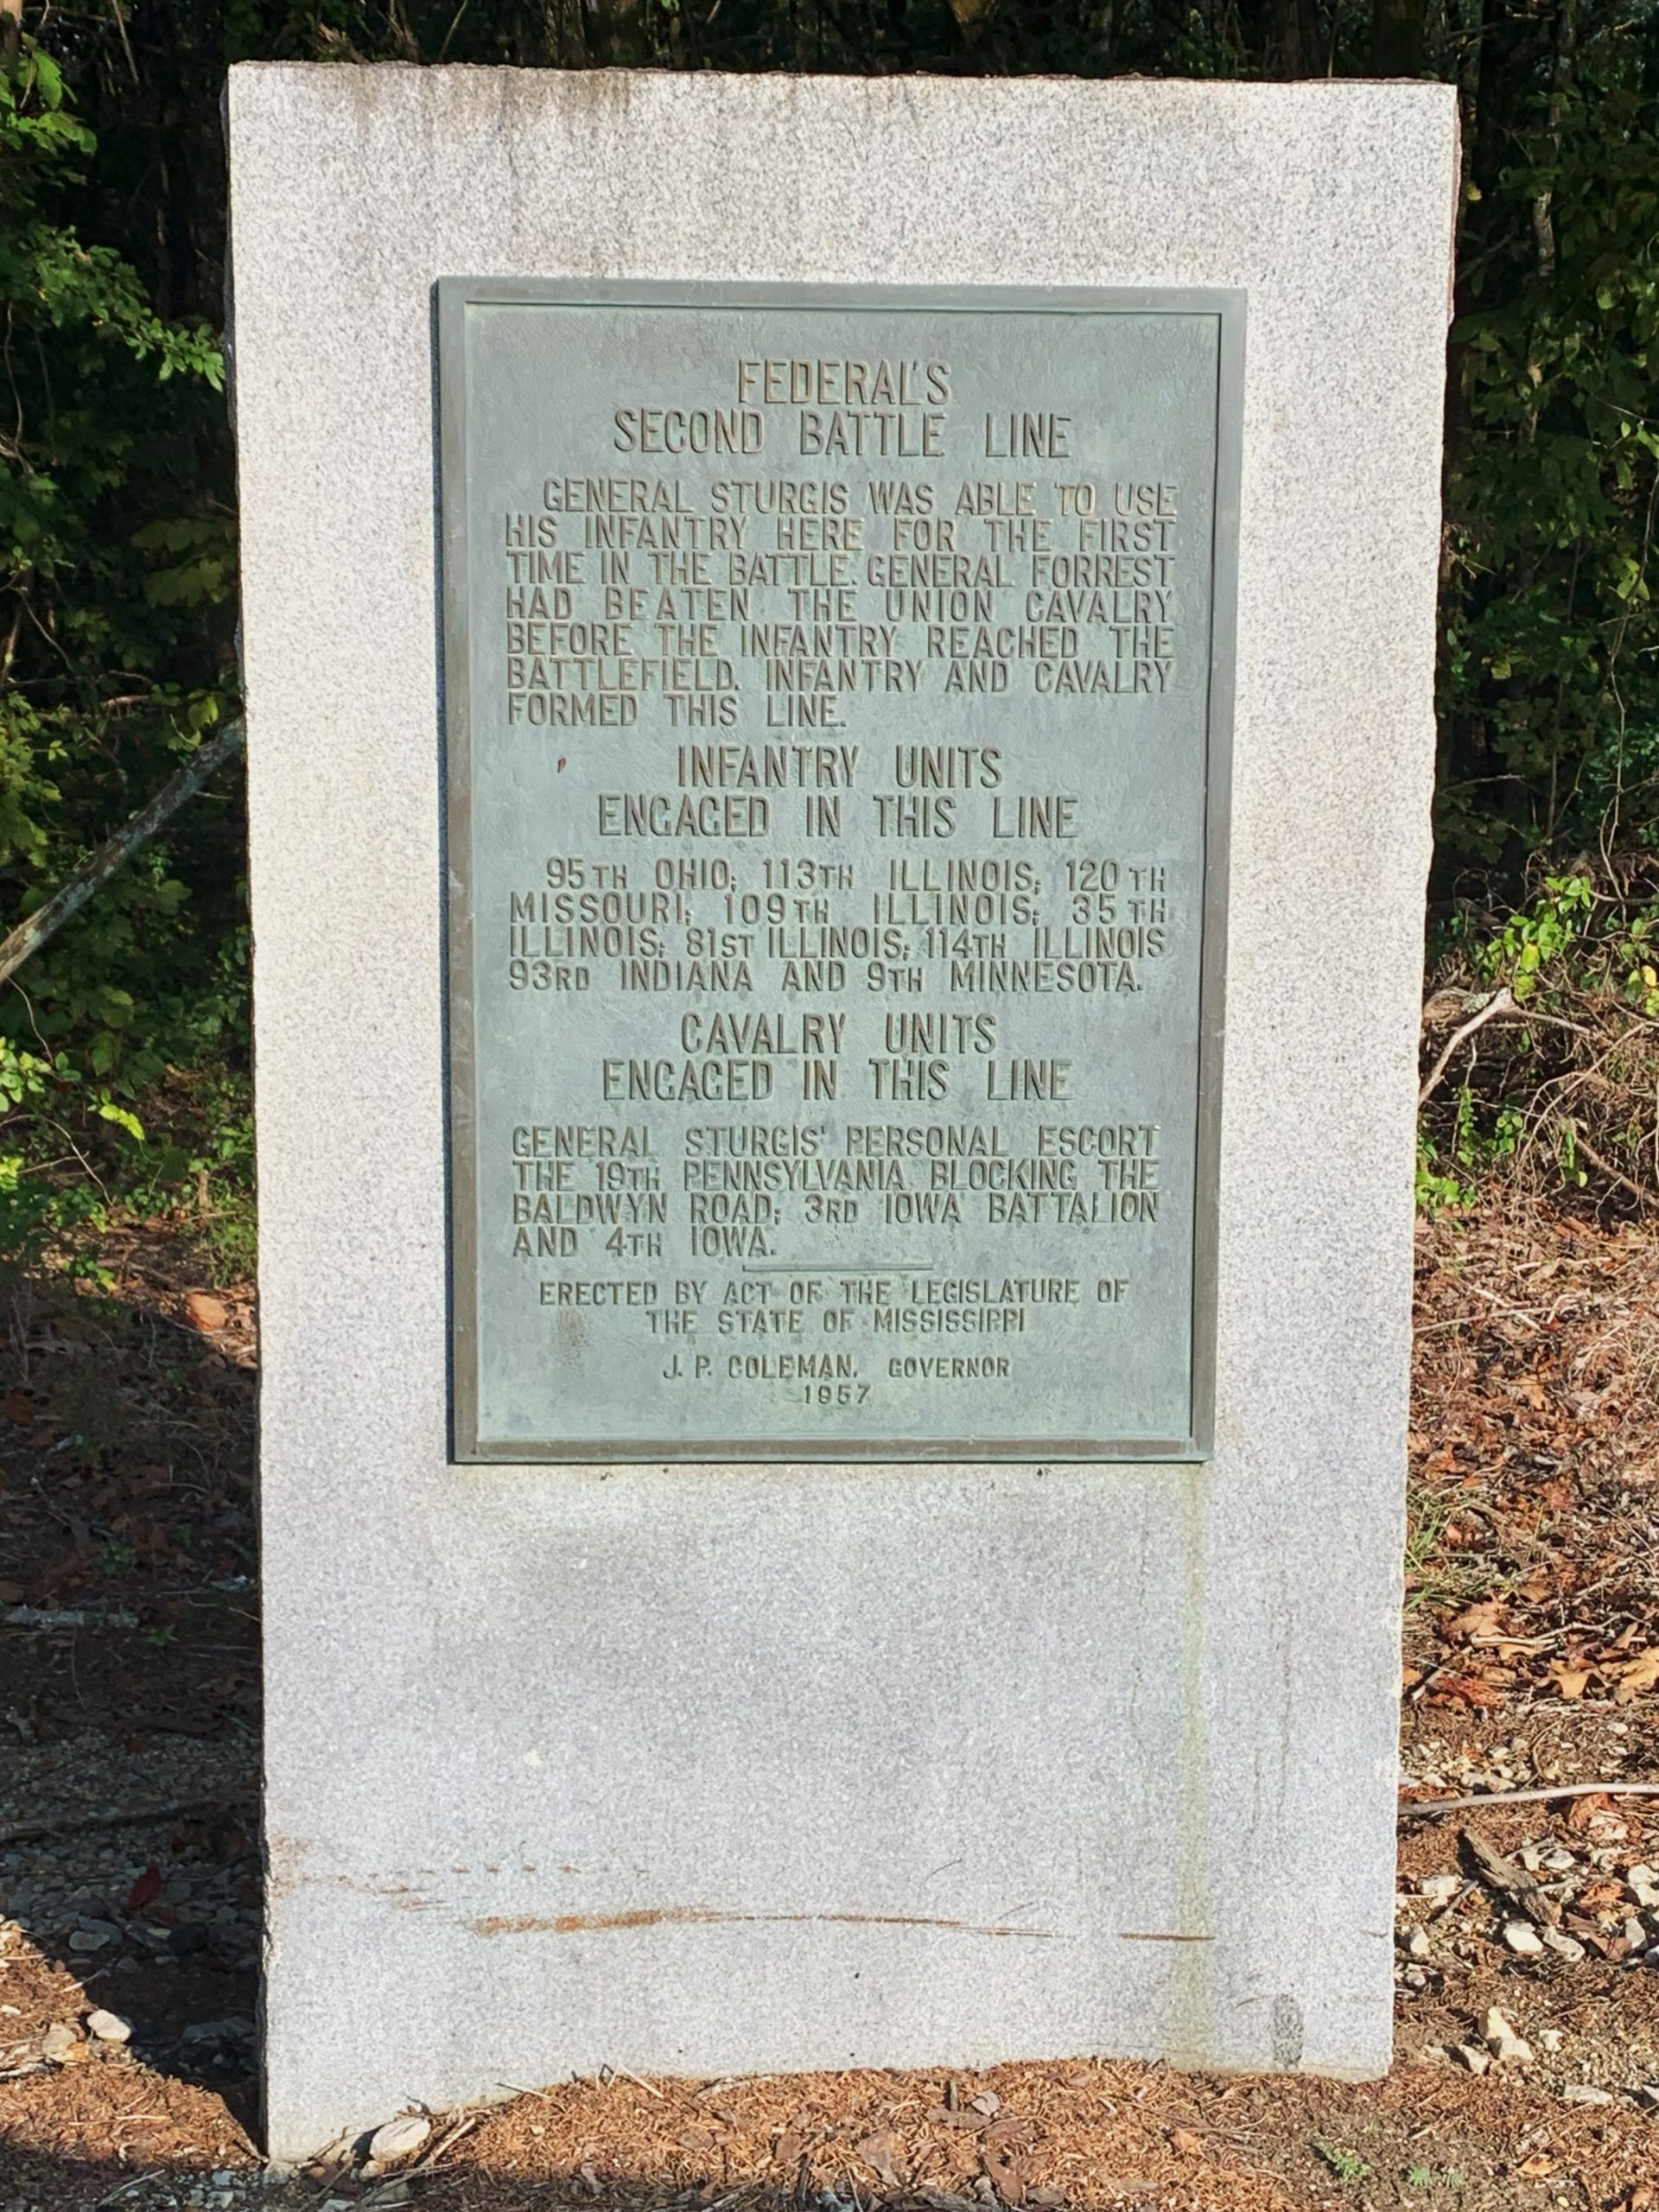 FEDERAL'S
SECOND BATTLE LINE
GENERAL STURGIS WAS ABLE TO USE
HIS INFANTRY HERE FOR THE FIRST
TIME IN THE BATTLE. GENERAL FORREST
HAD BEATEN THE UNION CAVALRY
BEFORE THE INFANTRY REACHED THE
BATTLEFIELD. INFANTRY AND CAVALRY
FORMED THIS LINE.
INFANTRY UNITS
ENGAGED IN THIS LINE
95TH OHIO; 113TH ILLINOIS; 120TH
MISSOURI; 109TH ILLINOIS; 35TH
ILLINOIS; 81ST ILLINOIS; 114TH ILLINOIS
93RD INDIANA AND 9TH MINNESOTA.
CAVALRY UNITS
ENGAGED IN THIS LINE
GENERAL STURGIS' PERSONAL ESCORT
THE 19TH PENNSYLVANIA BLOCKING THE
BALDWYN ROAD; 3RD IOWA BATTALION
AND 4TH IOWA.
ERECTED BY ACT OF THE LEGISLATURE OF
THE STATE OF MISSISSIPPI
J. P. COLEMAN, GOVERNOR
1957